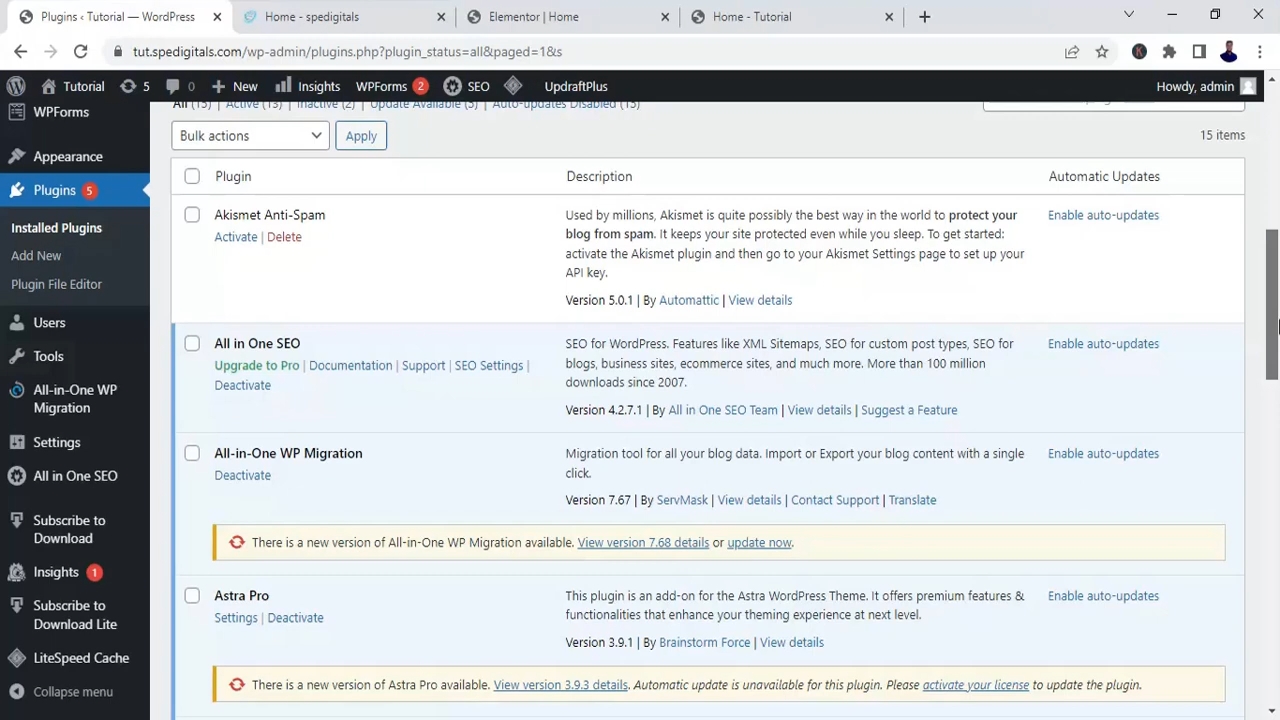 Plugins ‹ Tutorial — WordPress
Home - spedigitals
Elementor | Home
Home - Tutorial
tut.spedigitals.com/wp-admin/plugins.php?plugin_status=all&paged=1&s
K
Tutorial
5
0
New
Insights
WPForms 2
SEO
UpdraftPlus
Howdy, admin
WPForms
Appearance
Plugins 5
Installed Plugins
Add New
Plugin File Editor
Users
Tools
All-in-One WP
Migration
Settings
All in One SEO
Subscribe to
Download
Insights 1
Subscribe to
Download Lite
LiteSpeed Cache
Collapse menu
All (15) | Active (13) | Inactive (2) | Update Available (5) | Auto-updates Disabled (15)
Bulk actions
Apply
15 items
Plugin
Description
Automatic Updates
Akismet Anti-Spam
Activate | Delete
Used by millions, Akismet is quite possibly the best way in the world to protect your
blog from spam. It keeps your site protected even while you sleep. To get started:
activate the Akismet plugin and then go to your Akismet Settings page to set up your
API key.
Version 5.0.1 | By Automattic | View details
Enable auto-updates
All in One SEO
Upgrade to Pro | Documentation | Support | SEO Settings |
Deactivate
SEO for WordPress. Features like XML Sitemaps, SEO for custom post types, SEO for
blogs, business sites, ecommerce sites, and much more. More than 100 million
downloads since 2007.
Version 4.2.7.1 | By All in One SEO Team | View details | Suggest a Feature
Enable auto-updates
All-in-One WP Migration
Deactivate
Migration tool for all your blog data. Import or Export your blog content with a single
click.
Version 7.67 | By ServMask | View details | Contact Support | Translate
Enable auto-updates
There is a new version of All-in-One WP Migration available. View version 7.68 details or update now.
Astra Pro
Settings | Deactivate
This plugin is an add-on for the Astra WordPress Theme. It offers premium features &
functionalities that enhance your theming experience at next level.
Version 3.9.1 | By Brainstorm Force | View details
Enable auto-updates
There is a new version of Astra Pro available. View version 3.9.3 details. Automatic update is unavailable for this plugin. Please activate your license to update the plugin.